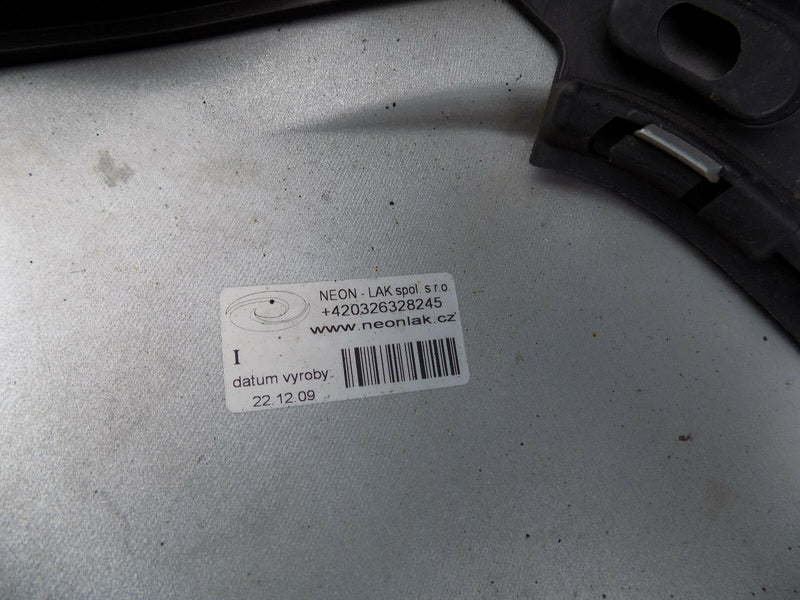 NEON - LAK spol. s r.o
+420326328245
www.neonlak.cz
I
datum vyroby:
22.12.09